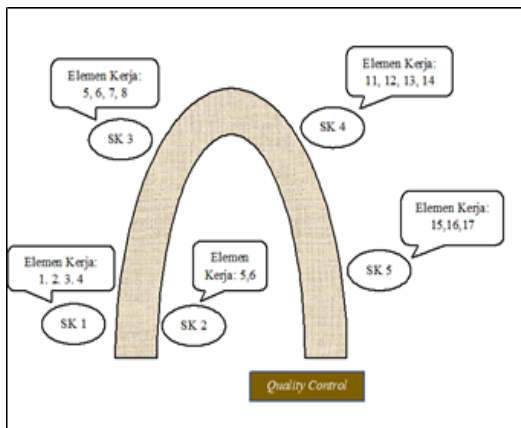 Elemen Kerja:
5, 6, 7, 8
SK 3
Elemen Kerja:
11, 12, 13, 14
SK 4
Elemen Kerja:
15,16,17
SK 5
Elemen Kerja:
1. 2. 3. 4
SK 1
Elemen
Kerja: 5,6
SK 2
Quality Control